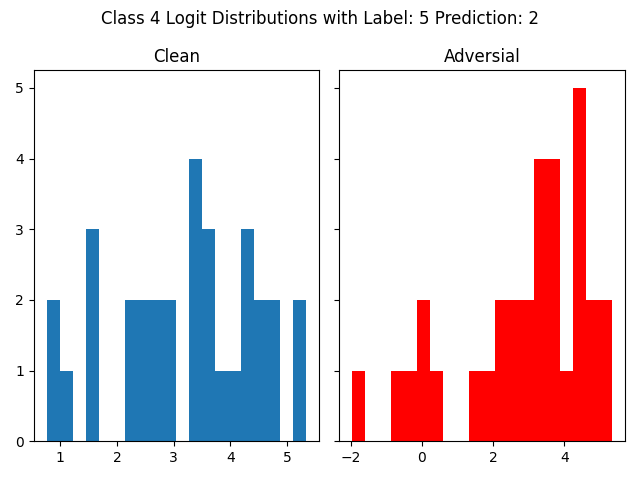 Class 4 Logit Distributions with Label: 5 Prediction: 2
Clean
Adversial
5
4
3
2
1
0
1 2 3 4 5
−2 0 2 4